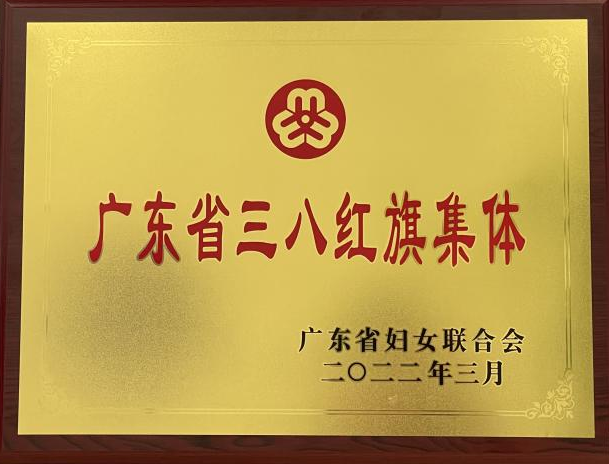 广东省三八红旗集体
广东省妇女联合会
二〇二二年三月